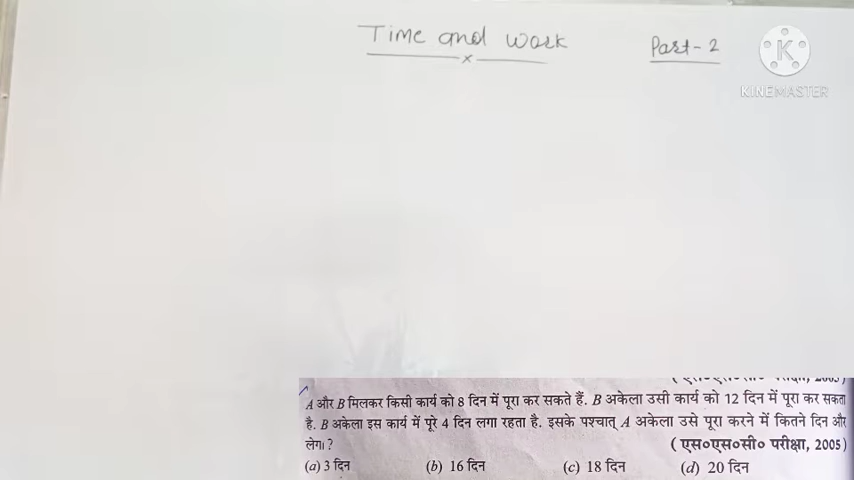 Time and work
Part-2
K
KINEMASTER
A और B मिलकर किसी कार्य को 8 दिन में पूरा कर सकते हैं. B अकेला उसी कार्य को 12 दिन में पूरा कर सकता
है. B अकेला इस कार्य में पूरे 4 दिन लगा रहता है. इसके पश्चात् A अकेला उसे पूरा करने में कितने दिन और
लेगा ? ( एस०एस०सी० परीक्षा, 2005)
(a) 3 दिन (b) 16 दिन (c) 18 दिन (d) 20 दिन